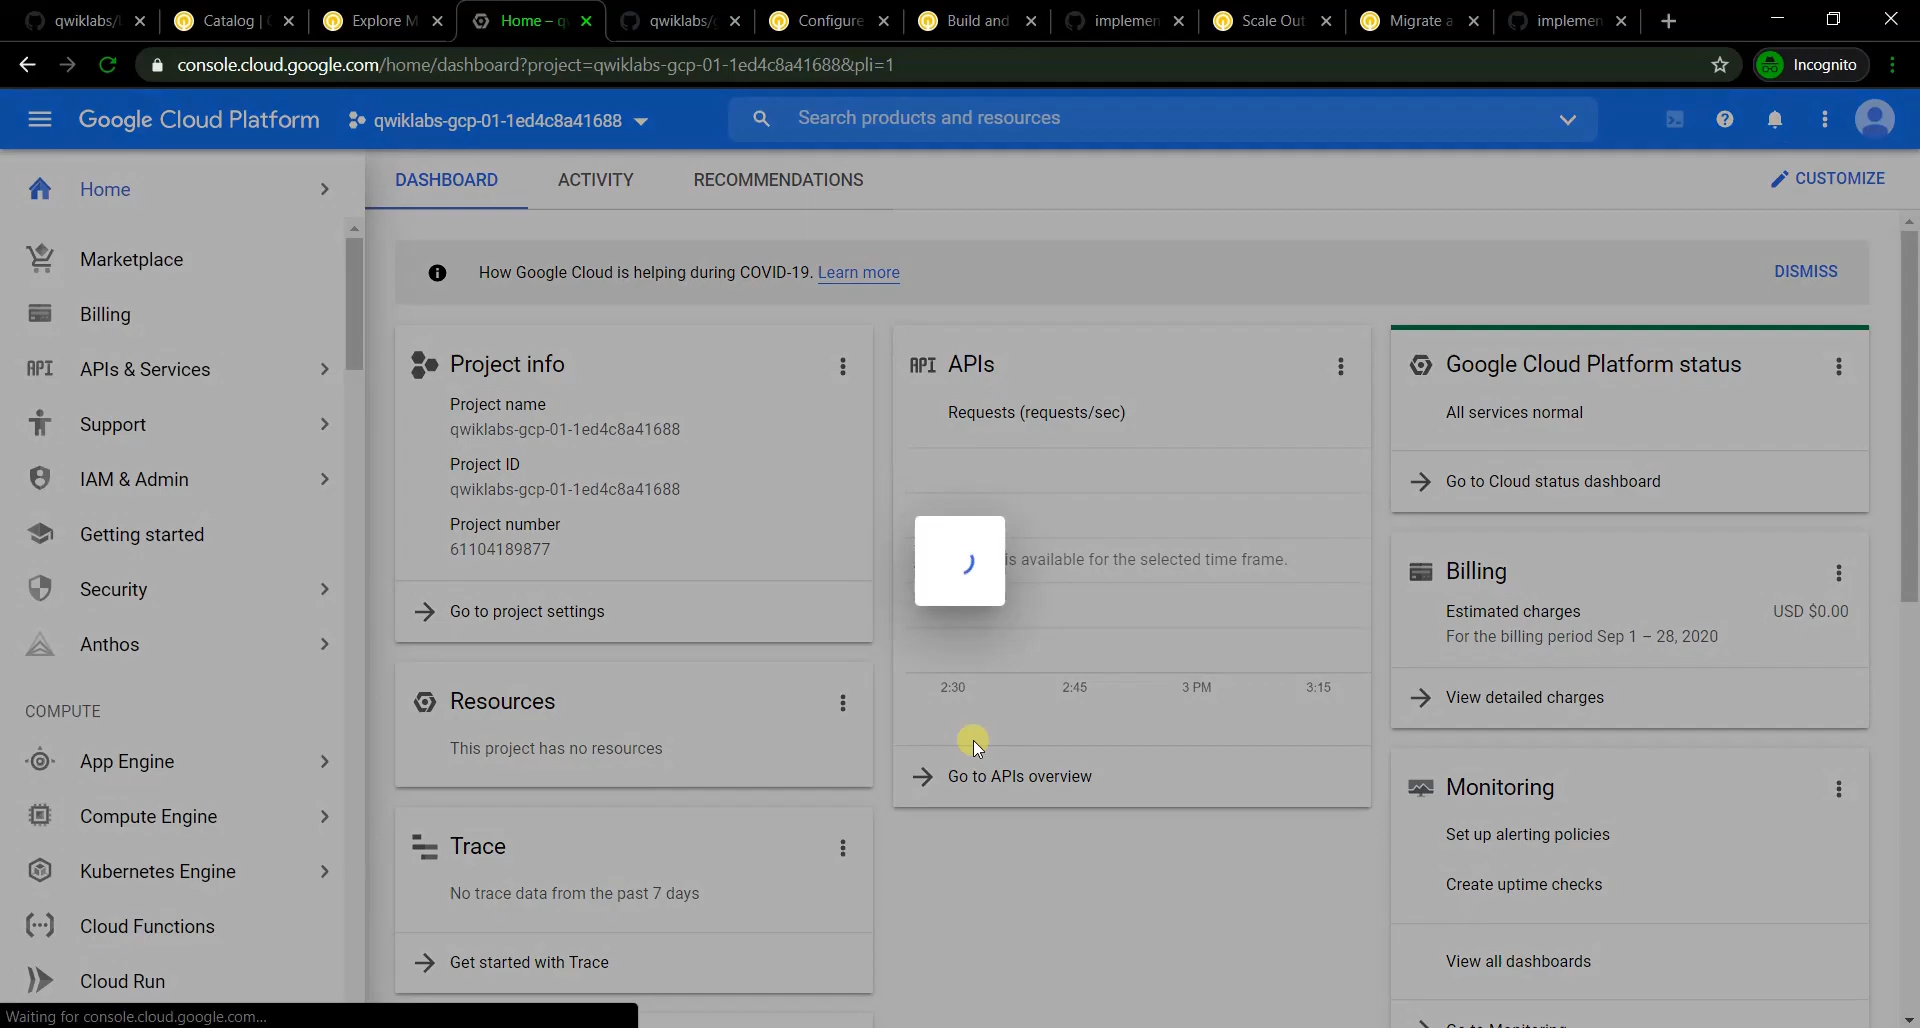 qwiklabs/
Catalog |
Explore M
Home – q
qwiklabs/
Configure
Build and
implemen
Scale Out
Migrate a
implemen
console.cloud.google.com/home/dashboard?project=qwiklabs-gcp-01-1ed4c8a41688&pli=1
Incognito
Google Cloud Platform
qwiklabs-gcp-01-1ed4c8a41688
Search products and resources
Home
Marketplace
Billing
API APIs & Services
Support
IAM & Admin
Getting started
Security
Anthos
COMPUTE
App Engine
Compute Engine
Kubernetes Engine
Cloud Functions
Cloud Run
DASHBOARD
ACTIVITY
RECOMMENDATIONS
CUSTOMIZE
How Google Cloud is helping during COVID-19. Learn more
DISMISS
Project info
Project name
qwiklabs-gcp-01-1ed4c8a41688
Project ID
qwiklabs-gcp-01-1ed4c8a41688
Project number
61104189877
Go to project settings
Resources
This project has no resources
Trace
No trace data from the past 7 days
Get started with Trace
API APIs
Requests (requests/sec)
is available for the selected time frame.
2:30
2:45
3 PM
3:15
Go to APIs overview
Google Cloud Platform status
All services normal
Go to Cloud status dashboard
Billing
Estimated charges
USD $0.00
For the billing period Sep 1 – 28, 2020
View detailed charges
Monitoring
Set up alerting policies
Create uptime checks
View all dashboards
Go to Monitoring
Waiting for console.cloud.google.com...